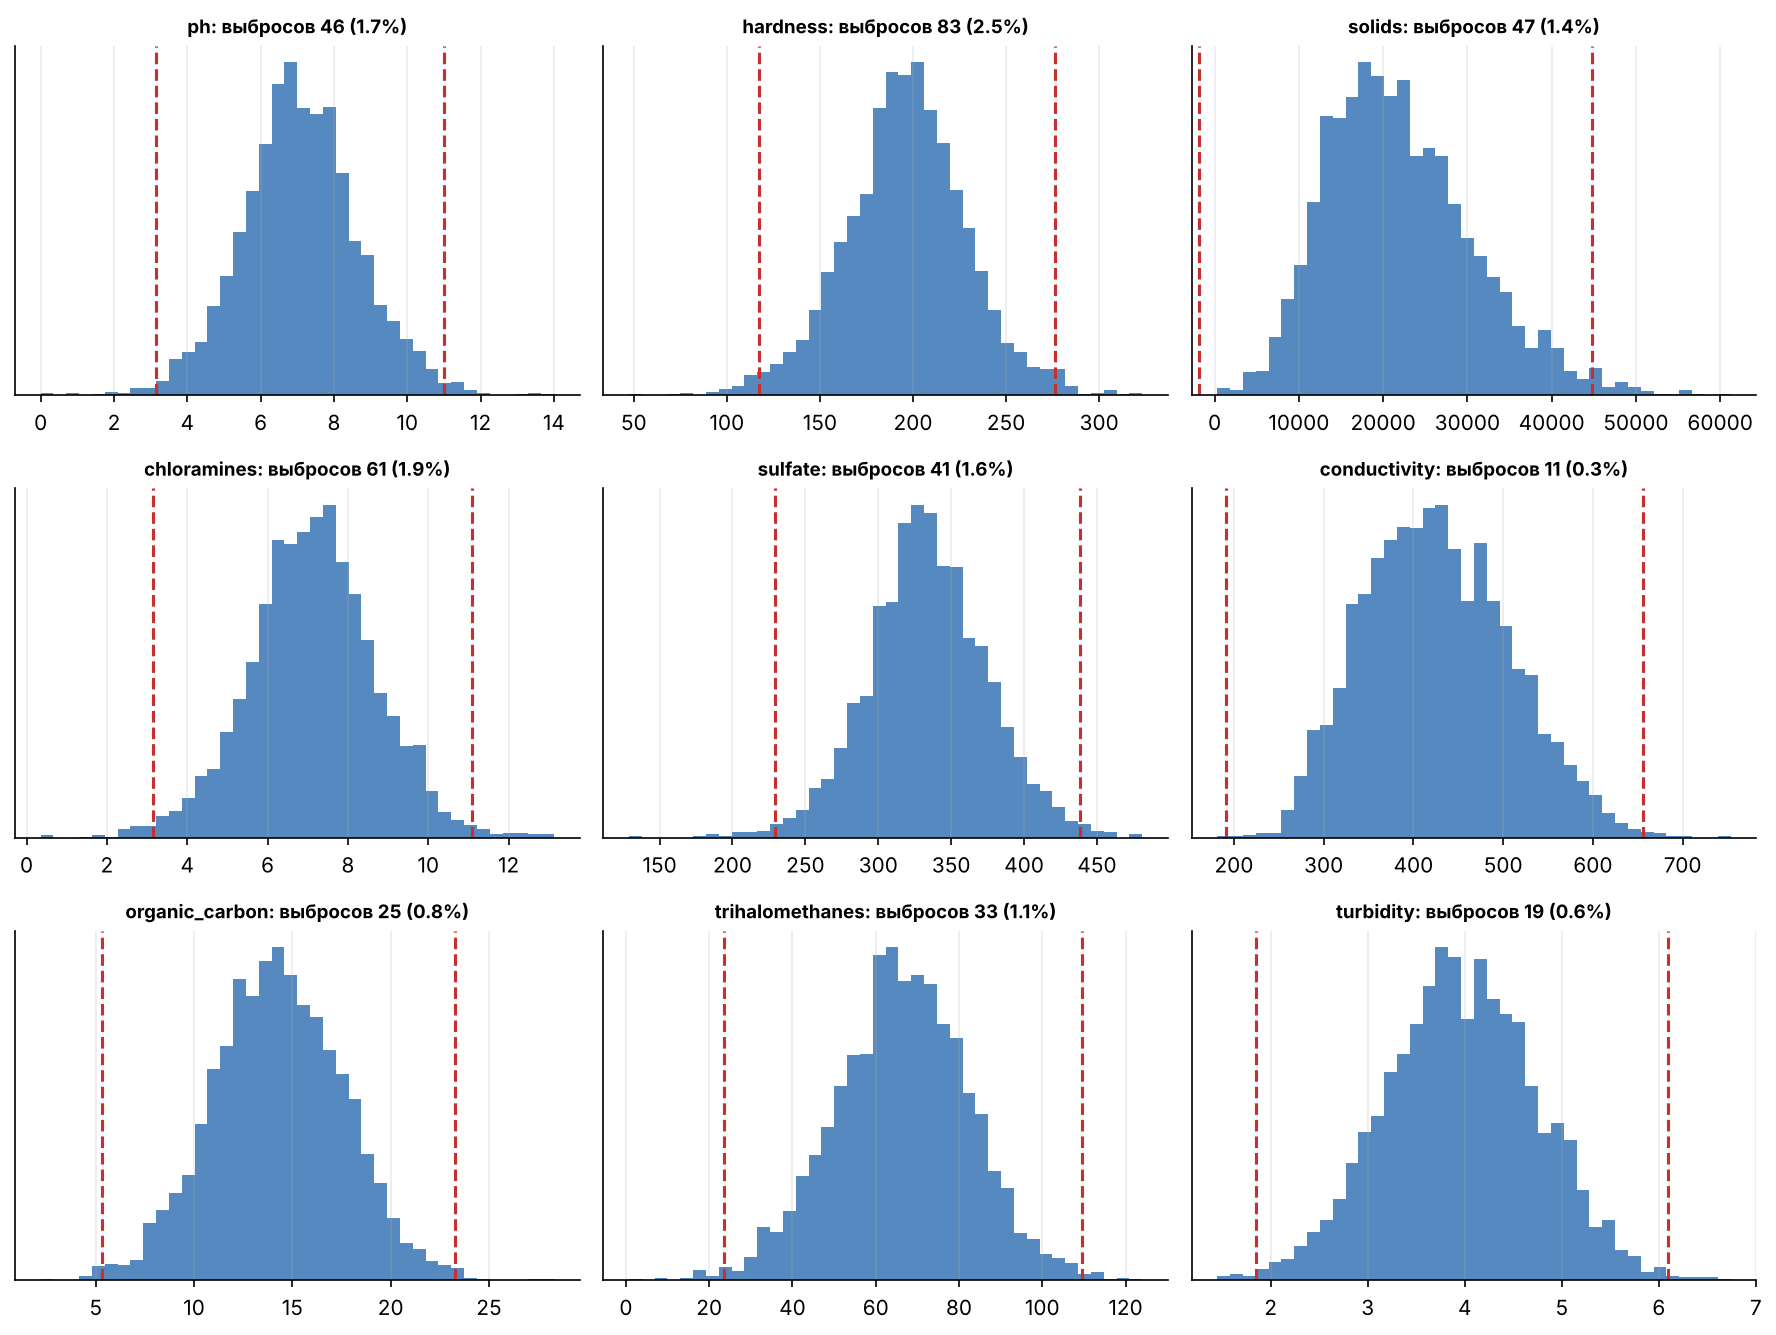 ph: выбросов 46 (1.7%)
hardness: выбросов 83 (2.5%)
solids: выбросов 47 (1.4%)
0 2 4 6 8 10 12 14
50 100 150 200 250 300
0 10000 20000 30000 40000 50000 60000
chloramines: выбросов 61 (1.9%)
sulfate: выбросов 41 (1.6%)
conductivity: выбросов 11 (0.3%)
0 2 4 6 8 10 12
150 200 250 300 350 400 450
200 300 400 500 600 700
organic_carbon: выбросов 25 (0.8%)
trihalomethanes: выбросов 33 (1.1%)
turbidity: выбросов 19 (0.6%)
5 10 15 20 25
0 20 40 60 80 100 120
2 3 4 5 6 7